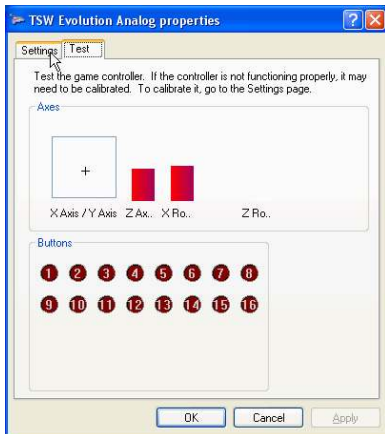 TSW Evolution Analog properties
Settings Test
Test the game controller. If the controller is not functioning properly, it may
need to be calibrated. To calibrate it, go to the Settings page.
Axes
X Axis / Y Axis Z Ax.. X Ro.. Z Ro..
Buttons
1 2 3 4 5 6 7 8
9 10 11 12 13 14 15 16
OK Cancel Apply